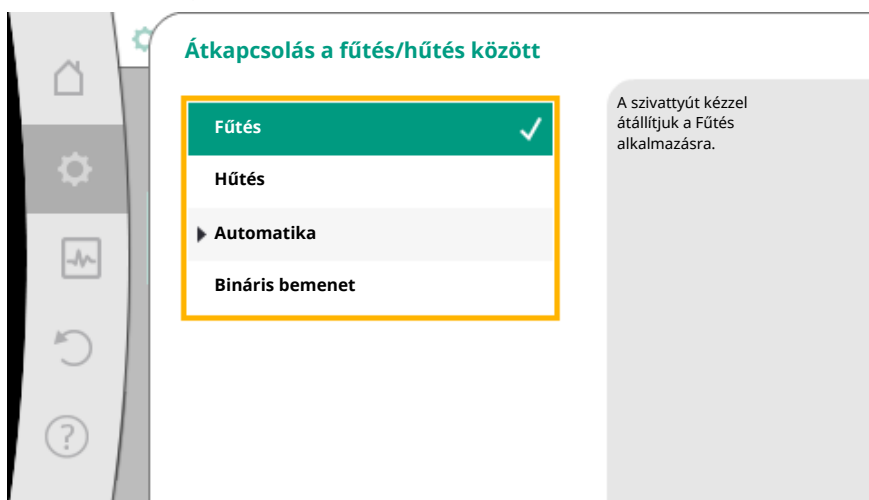 Átkapcsolás a fűtés/hűtés között
Fűtés
Hűtés
Automatika
Bináris bemenet
A szivattyút kézzel
átállítjuk a Fűtés
alkalmazásra.
?